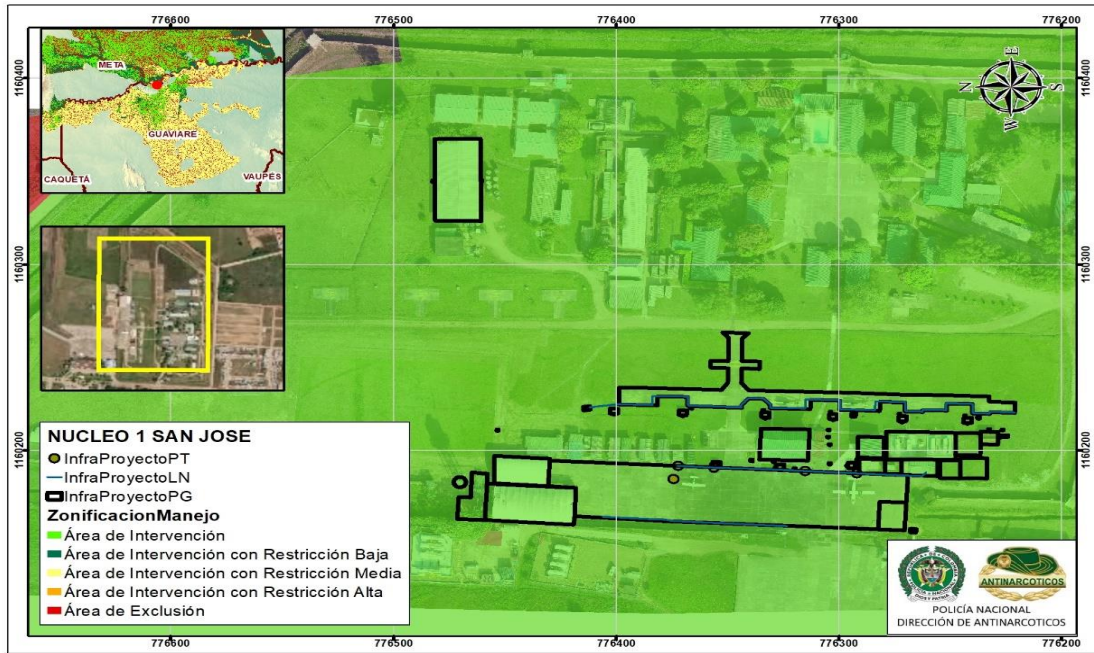 776600
776500
776400
776300
776200
1160400
1160400
META
GUAVIARE
CAQUETÁ
VAUPÉS
E
N
S
W
1160300
1160300
1160200
1160200
NUCLEO 1 SAN JOSE
InfraProyectoPT
InfraProyectoLN
InfraProyectoPG
ZonificacionManejo
Área de Intervención
Área de Intervención con Restricción Baja
Área de Intervención con Restricción Media
Área de Intervención con Restricción Alta
Área de Exclusión
ANTINARCOTICOS
POLICÍA NACIONAL
DIRECCIÓN DE ANTINARCOTICOS
776600
776500
776400
776300
776200